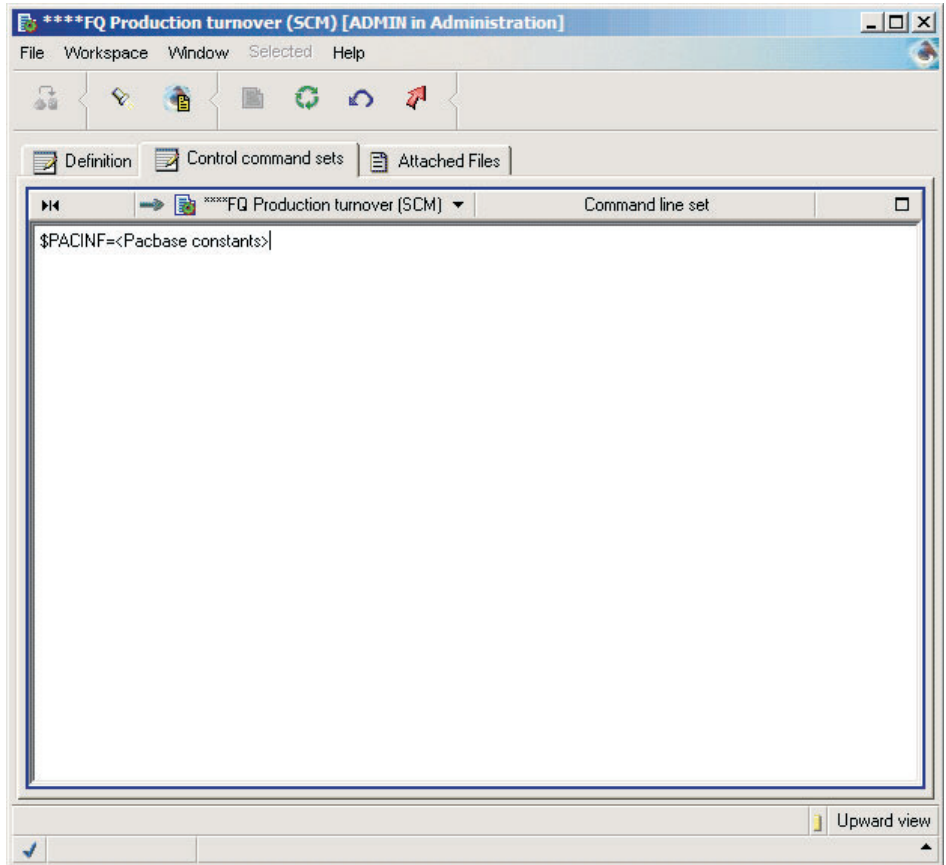 ****FQ Production turnover (SCM) [ADMIN in Administration]
File Workspace Window Selected Help
Definition Control command sets Attached Files
****FQ Production turnover (SCM) Command line set
$PACINF=<Pacbase constants>
Upward view